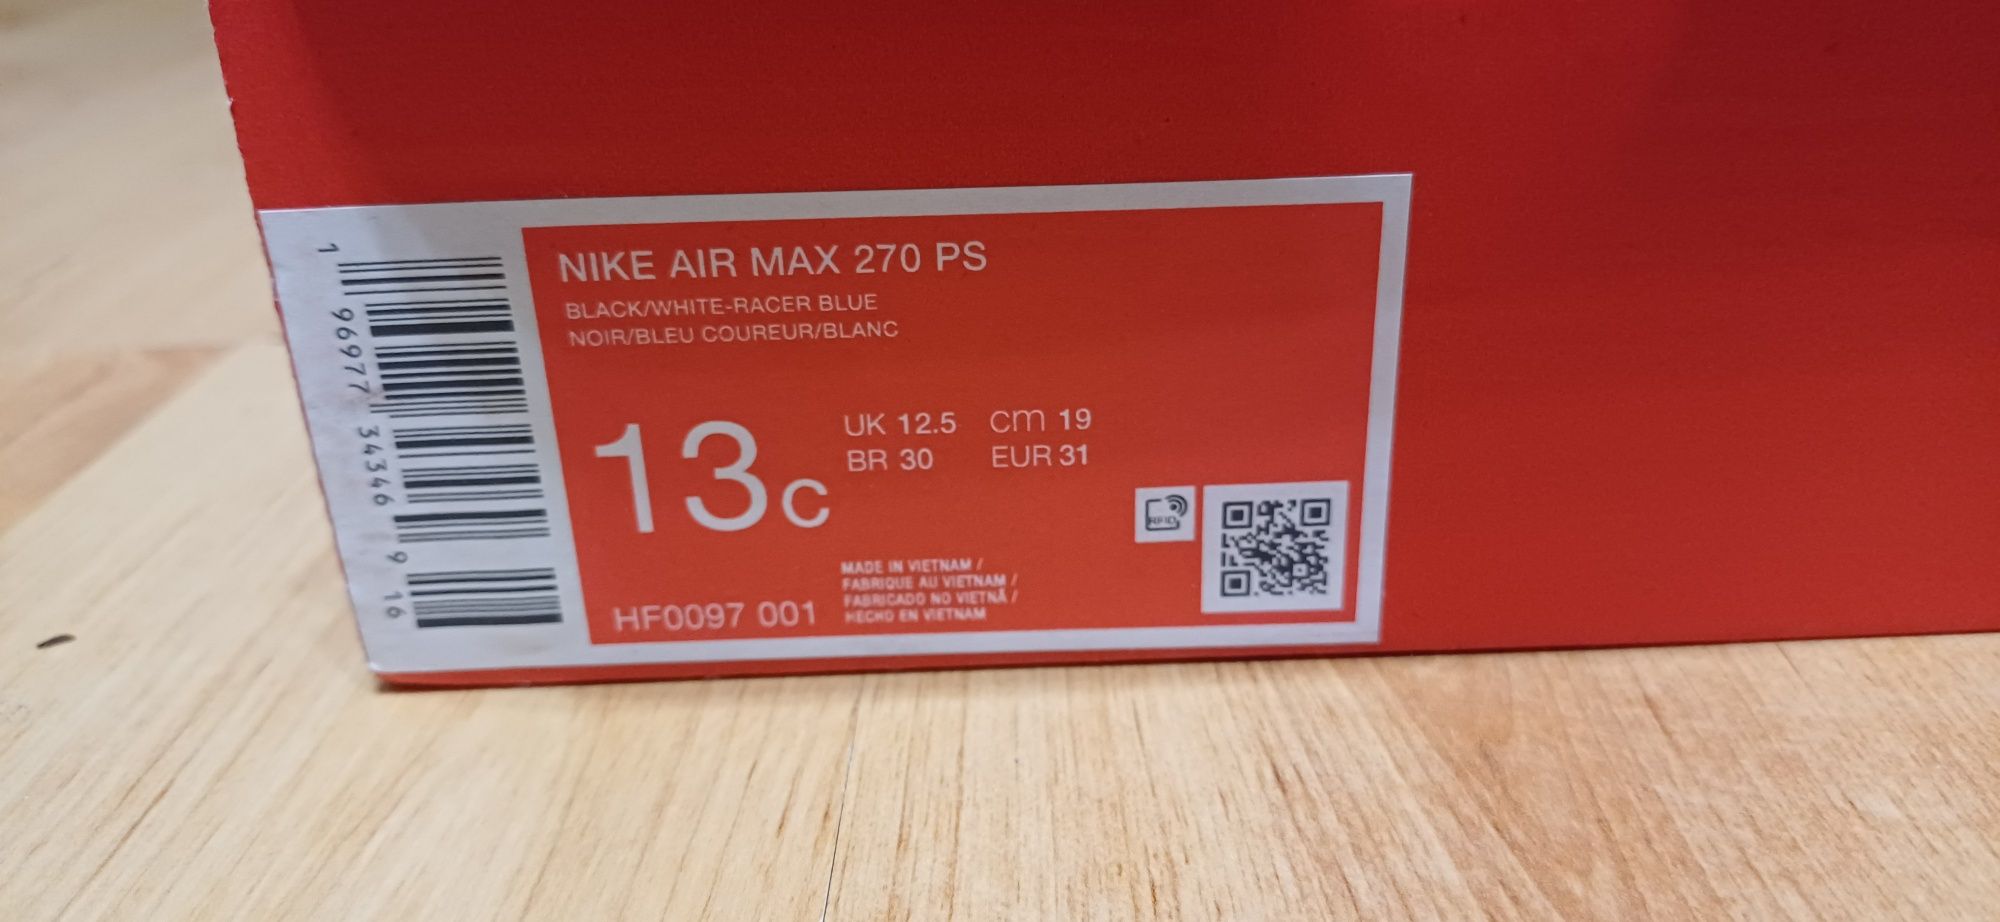 NIKE AIR MAX 270 PS
BLACK/WHITE-RACER BLUE
NOIR/BLEU COUREUR/BLANC
13C
UK 12.5 cm 19
BR 30 EUR 31
RFID
MADE IN VIETNAM /
FABRIQUE AU VIETNAM /
FABRICADO NO VIETNÃ /
HECHO EN VIETNAM
HF0097 001
1 96977 34346 9 16